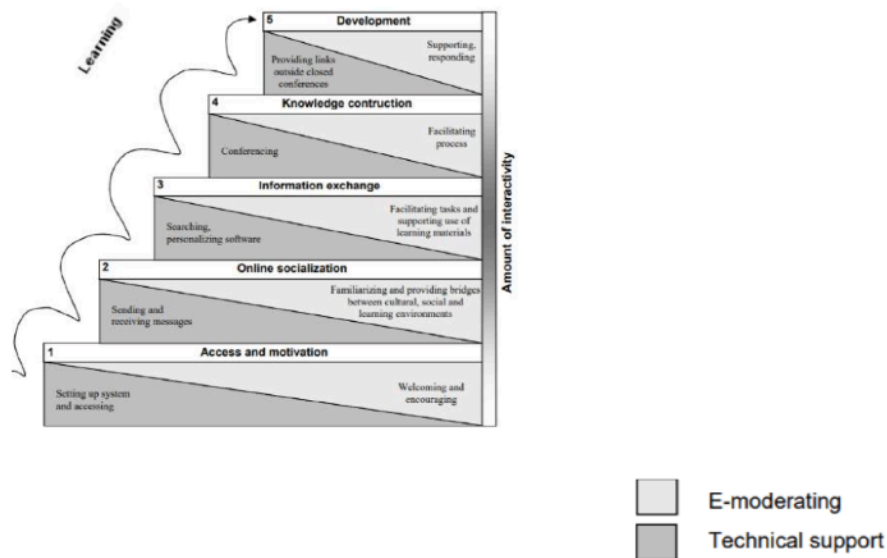 Learning
5 Development
Providing links
outside closed
conferences
Supporting,
responding
4 Knowledge contruction
Conferencing
Facilitating
process
3 Information exchange
Searching,
personalizing software
Facilitating tasks and
supporting use of
learning materials
2 Online socialization
Sending and
receiving messages
Familiarizing and providing bridges
between cultural, social and
learning environments
1 Access and motivation
Setting up system
and accessing
Welcoming and
encouraging
Amount of interactivity
E-moderating
Technical support